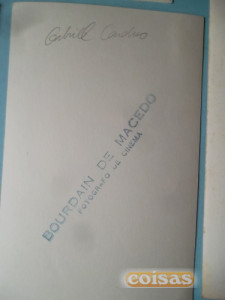 BOURDAIN DE MACEDO
FOTOGRAFO DE CINEMA
coisas